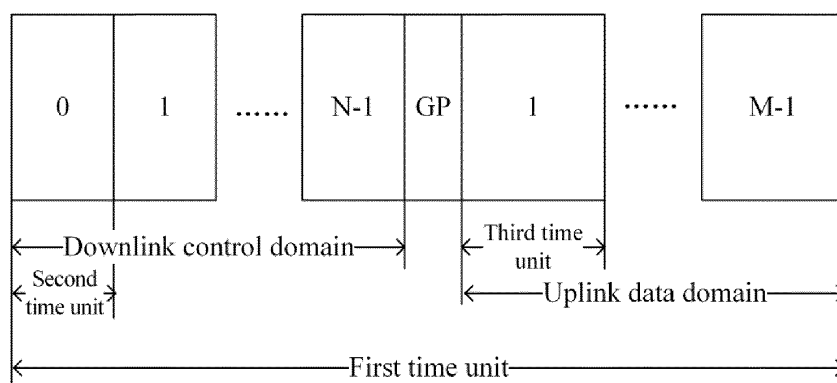 0 1 ...... N-1 GP 1 ...... M-1
Downlink control domain
Third time
unit
Second
time unit
Uplink data domain
First time unit